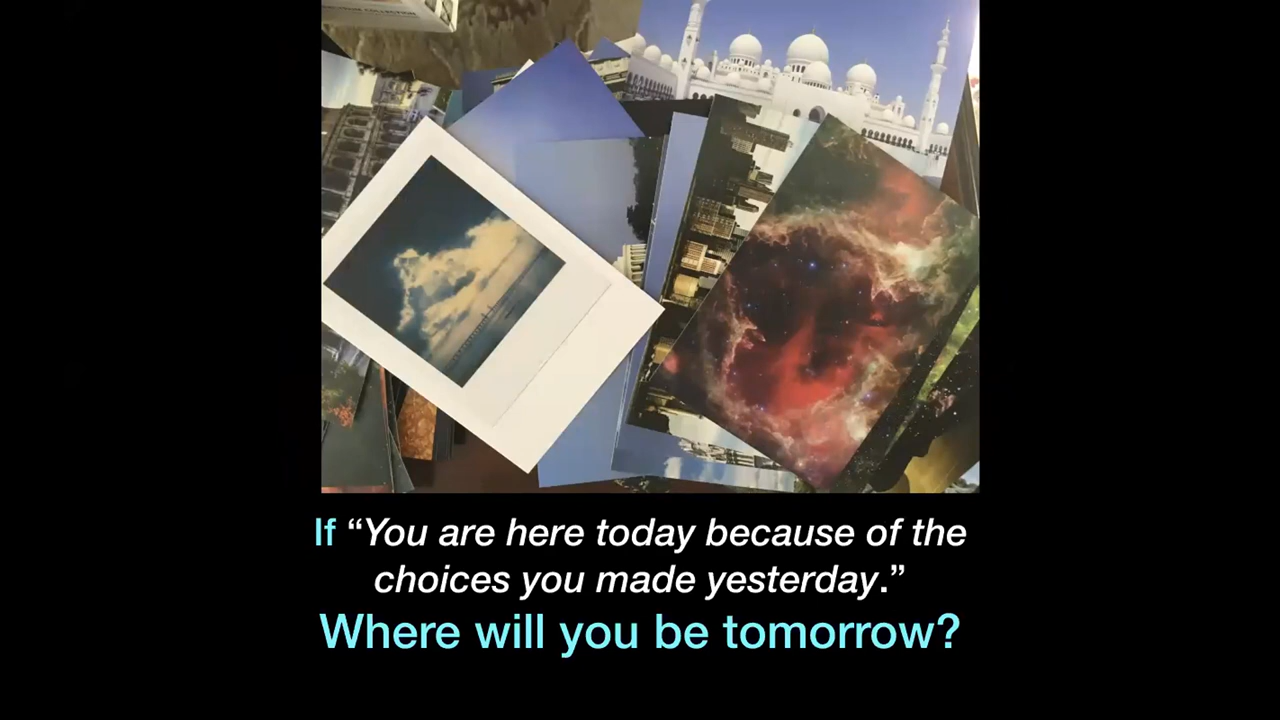 If “You are here today because of the
choices you made yesterday.”
Where will you be tomorrow?